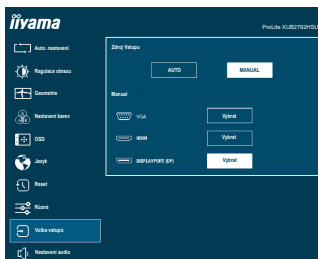 iiyama
ProLite XUB2792HSU
Auto. nastavení
Regulace obrazu
Geometrie
Nastavení barev
OSD
Jazyk
Reset
Různé
Volba vstupů
Nastavení audio
Zdroj Vstupu
AUTO
MANUAL
Manual
VGA
Vybrat
HDMI
Vybrat
DISPLAYPORT (DP)
Vybrat